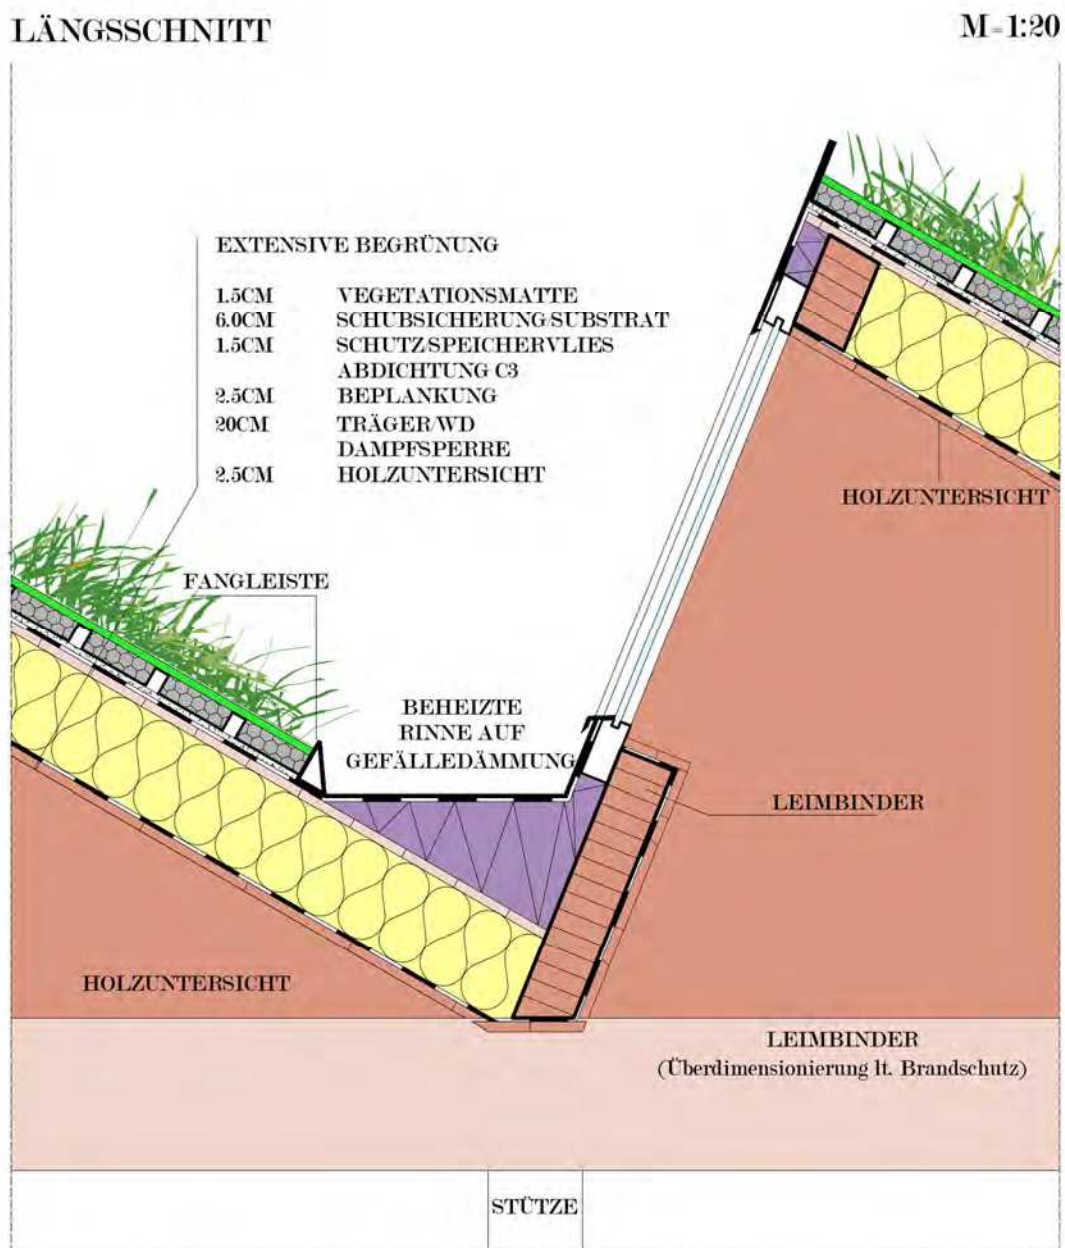 LÄNGSSCHNITT
M=1:20
EXTENSIVE BEGRÜNUNG
1.5CM VEGETATIONSMATTE
6.0CM SCHUBSICHERUNG/SUBSTRAT
1.5CM SCHUTZ/SPEICHERVLIES
ABDICHTUNG C3
2.5CM BEPLANKUNG
20CM TRÄGER/WD
DAMPFSPERRE
2.5CM HOLZUNTERSICHT
HOLZUNTERSICHT
FANGLEISTE
BEHEIZTE
RINNE AUF
GEFÄLLEDÄMMUNG
LEIMBINDER
HOLZUNTERSICHT
LEIMBINDER
(Überdimensionierung lt. Brandschutz)
STÜTZE